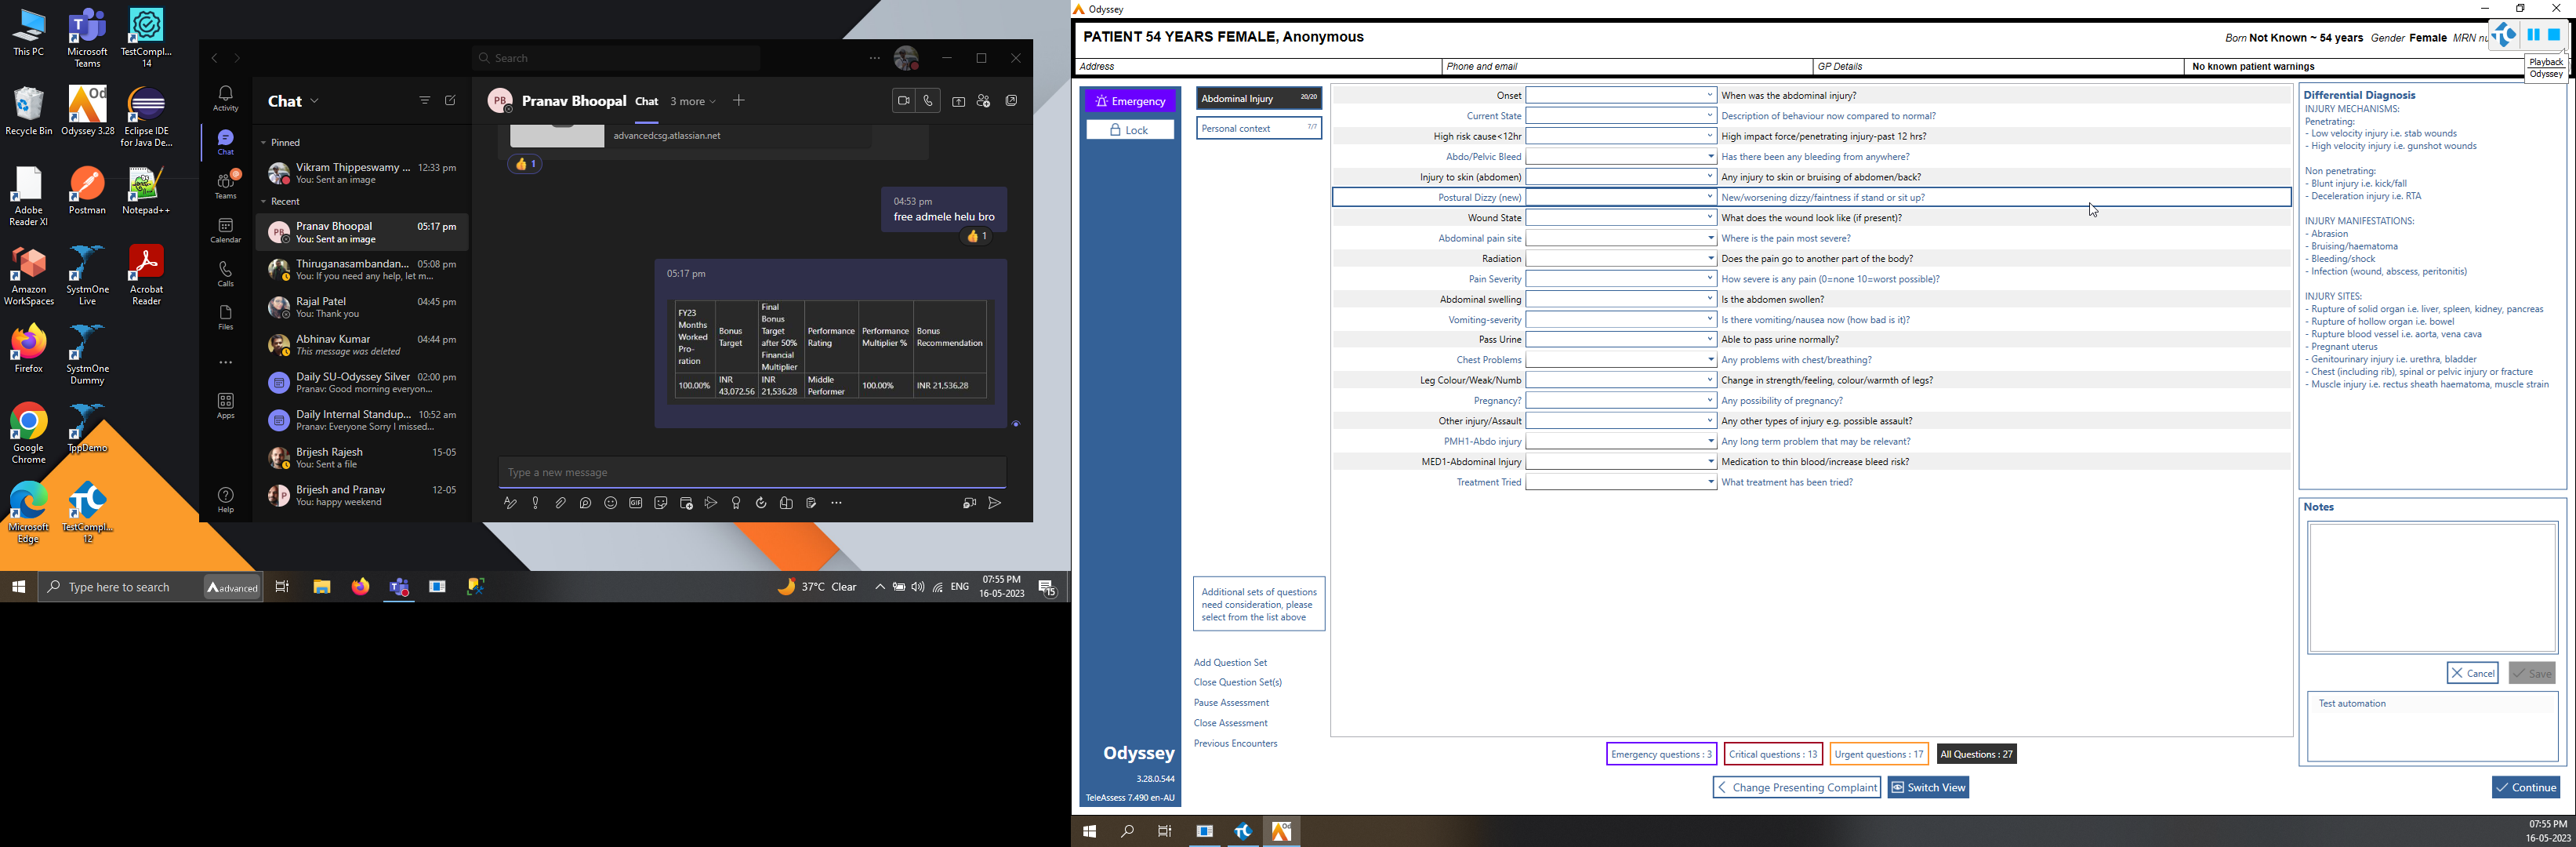 This PC
Microsoft Teams
TestCompl... 14
Recycle Bin
Odyssey 3.28
Eclipse IDE for Java De...
Adobe Reader XI
Postman
Notepad++
Amazon WorkSpaces
SystmOne Live
Acrobat Reader
Firefox
SystmOne Dummy
Google Chrome
TppDemo
Microsoft Edge
TestCompl... 12
Search
Activity
Chat
Teams
Calendar
Calls
Files
Apps
Help
Chat
Pinned
Vikram Thippeswamy ... 12:33 pm
You: Sent an image
Recent
Pranav Bhoopal 05:17 pm
You: Sent an image
Thiruganasambandan... 05:08 pm
You: If you need any help, let m...
Rajal Patel 04:45 pm
You: Thank you
Abhinav Kumar 04:44 pm
This message was deleted
Daily SU-Odyssey Silver 02:00 pm
Pranav: Good morning everyon...
Daily Internal Standup... 10:52 am
Pranav: Everyone Sorry I missed...
Brijesh Rajesh 15-05
You: Sent a file
Brijesh and Pranav 12-05
You: happy weekend
PB Pranav Bhoopal Chat 3 more
advancedcsg.atlassian.net
1
04:53 pm
free admele helu bro
1
05:17 pm
FY23 Months Worked Pro-ration
Bonus Target
Final Bonus Target after 50% Financial Multiplier
Performance Rating
Performance Multiplier %
Bonus Recommendation
100.00%
INR 43,072.56
INR 21,536.28
Middle Performer
100.00%
INR 21,536.28
Type a new message
GIF
Type here to search
advanced
37°C Clear
ENG
07:55 PM
16-05-2023
15
Odyssey
PATIENT 54 YEARS FEMALE, Anonymous
Born Not Known ~ 54 years Gender Female MRN nu
Playback
Odyssey
Address
Phone and email
GP Details
No known patient warnings
Emergency
Lock
Abdominal Injury 20/20
Personal context 7/7
Onset When was the abdominal injury?
Current State Description of behaviour now compared to normal?
High risk cause<12hr High impact force/penetrating injury-past 12 hrs?
Abdo/Pelvic Bleed Has there been any bleeding from anywhere?
Injury to skin (abdomen) Any injury to skin or bruising of abdomen/back?
Postural Dizzy (new) New/worsening dizzy/faintness if stand or sit up?
Wound State What does the wound look like (if present)?
Abdominal pain site Where is the pain most severe?
Radiation Does the pain go to another part of the body?
Pain Severity How severe is any pain (0=none 10=worst possible)?
Abdominal swelling Is the abdomen swollen?
Vomiting-severity Is there vomiting/nausea now (how bad is it)?
Pass Urine Able to pass urine normally?
Chest Problems Any problems with chest/breathing?
Leg Colour/Weak/Numb Change in strength/feeling, colour/warmth of legs?
Pregnancy? Any possibility of pregnancy?
Other injury/Assault Any other types of injury e.g. possible assault?
PMH1-Abdo injury Any long term problem that may be relevant?
MED1-Abdominal Injury Medication to thin blood/increase bleed risk?
Treatment Tried What treatment has been tried?
Differential Diagnosis
INJURY MECHANISMS:
Penetrating:
- Low velocity injury i.e. stab wounds
- High velocity injury i.e. gunshot wounds
Non penetrating:
- Blunt injury i.e. kick/fall
- Deceleration injury i.e. RTA
INJURY MANIFESTATIONS:
- Abrasion
- Bruising/haematoma
- Bleeding/shock
- Infection (wound, abscess, peritonitis)
INJURY SITES:
- Rupture of solid organ i.e. liver, spleen, kidney, pancreas
- Rupture of hollow organ i.e. bowel
- Rupture blood vessel i.e. aorta, vena cava
- Pregnant uterus
- Genitourinary injury i.e. urethra, bladder
- Chest (including rib), spinal or pelvic injury or fracture
- Muscle injury i.e. rectus sheath haematoma, muscle strain
Notes
Cancel
Save
Test automation
Additional sets of questions
need consideration, please
select from the list above
Add Question Set
Close Question Set(s)
Pause Assessment
Close Assessment
Previous Encounters
Odyssey
3.28.0.544
TeleAssess 7.490 en-AU
Emergency questions : 3
Critical questions : 13
Urgent questions : 17
All Questions : 27
Change Presenting Complaint
Switch View
Continue
07:55 PM
16-05-2023